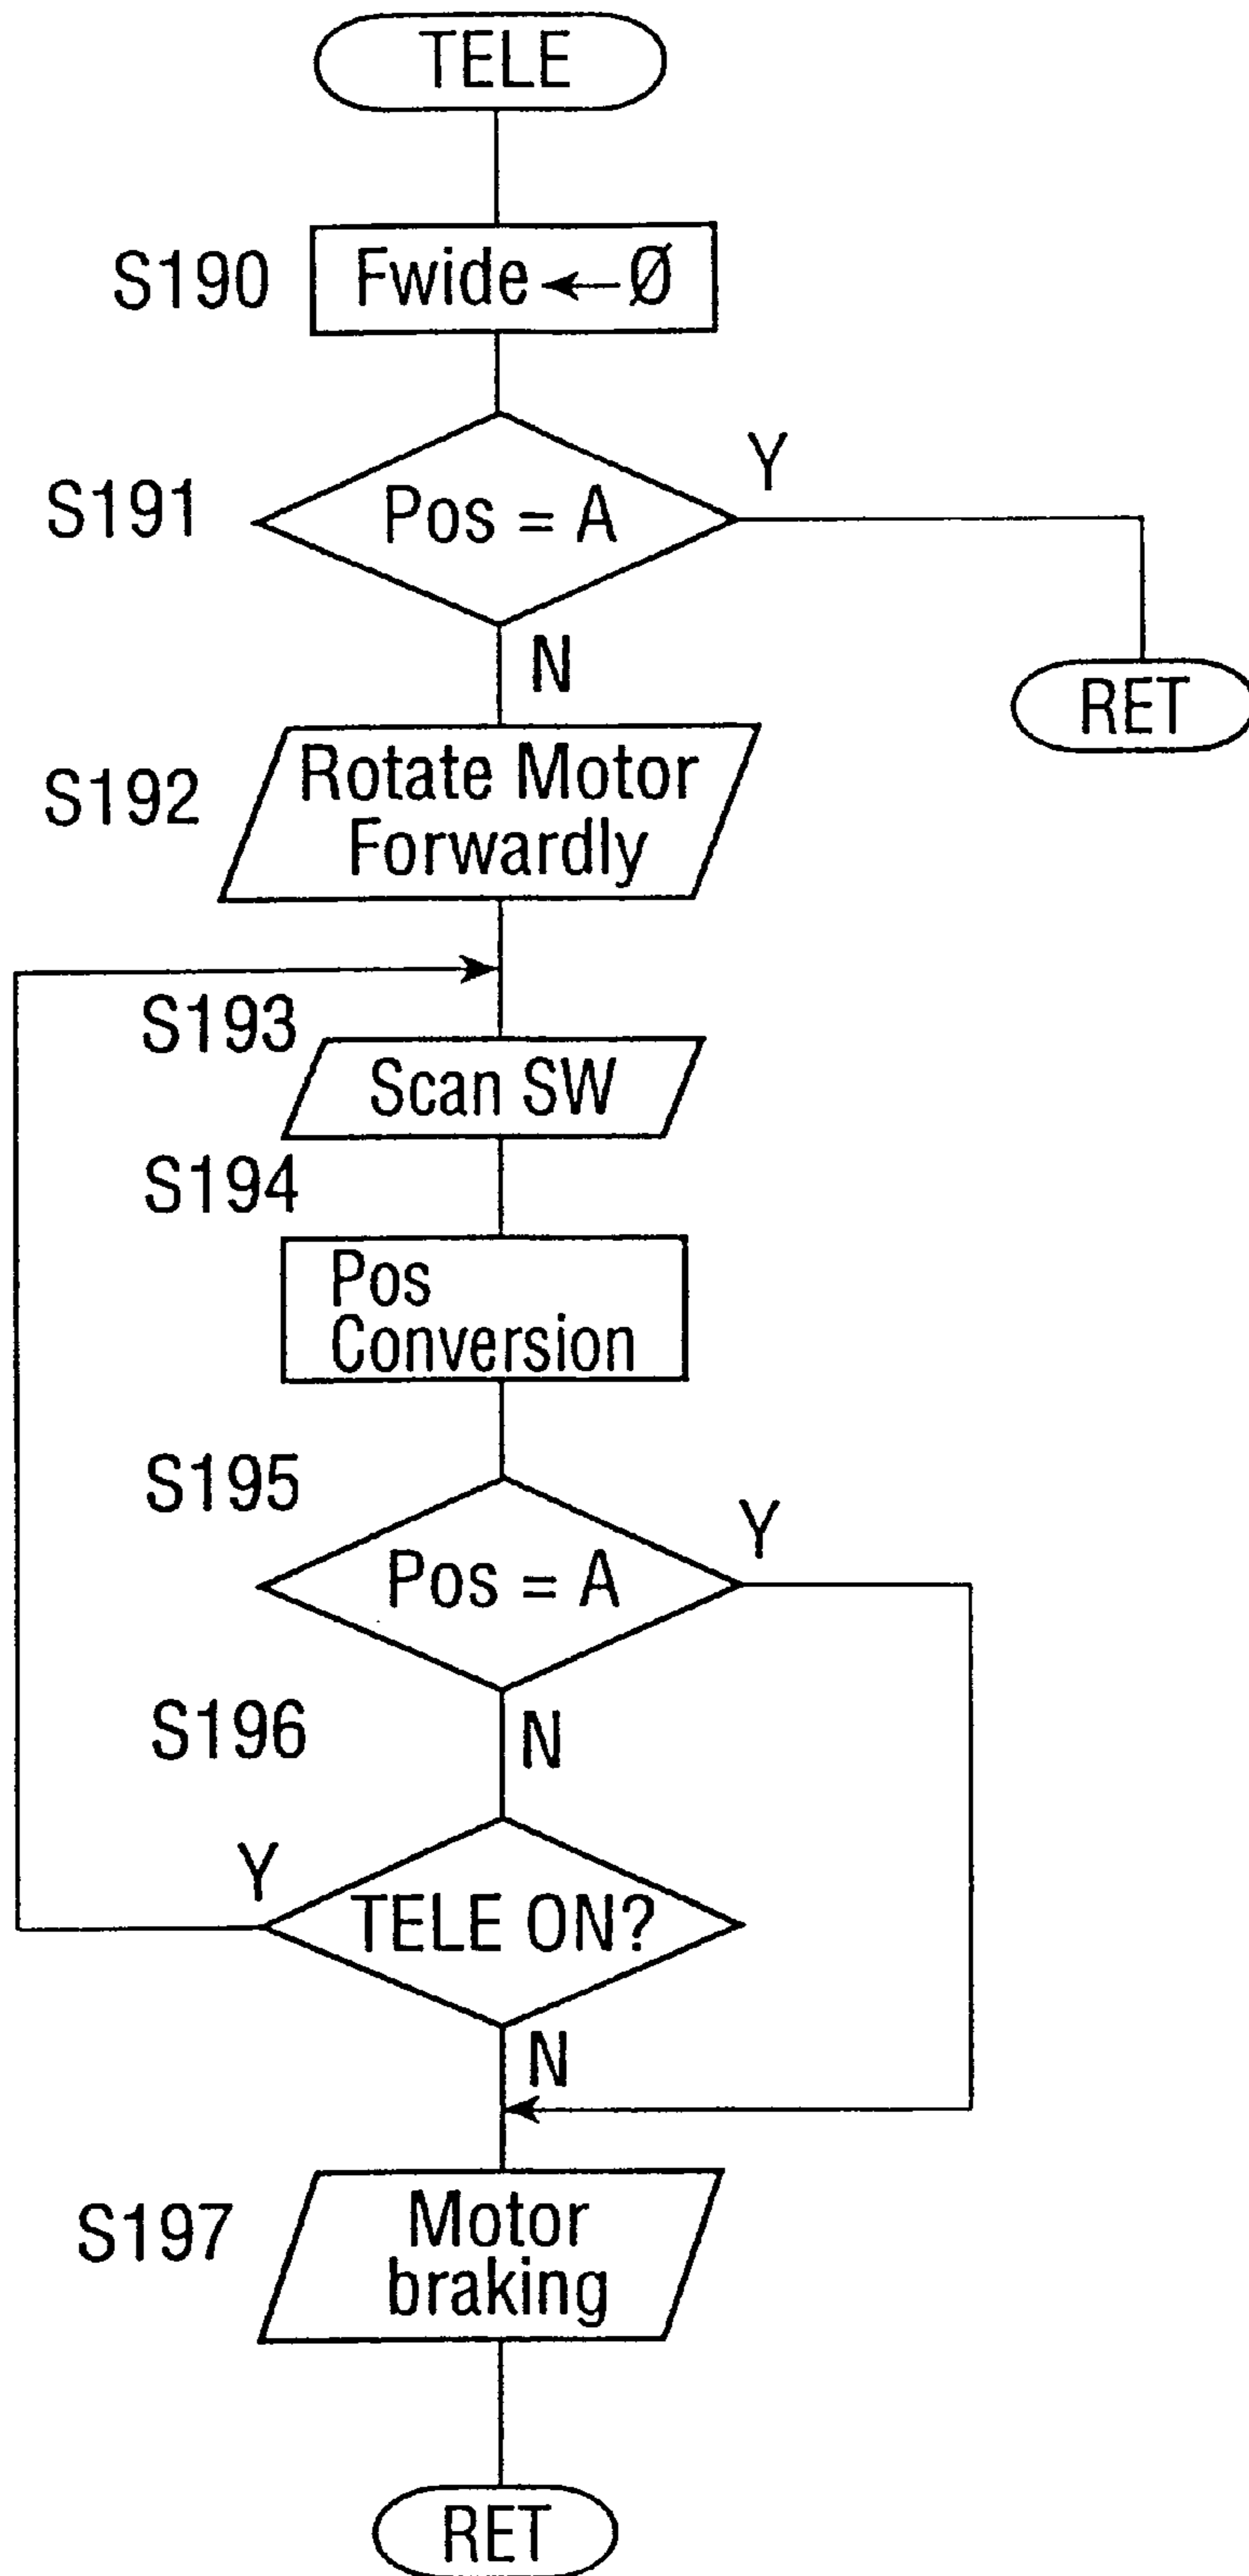 TELE
S190
Fwide ← Ø
S191
Pos = A
Y
N
RET
S192
Rotate Motor
Forwardly
S193
Scan SW
S194
Pos
Conversion
S195
Pos = A
Y
S196
N
Y
TELE ON?
N
S197
Motor
braking
RET